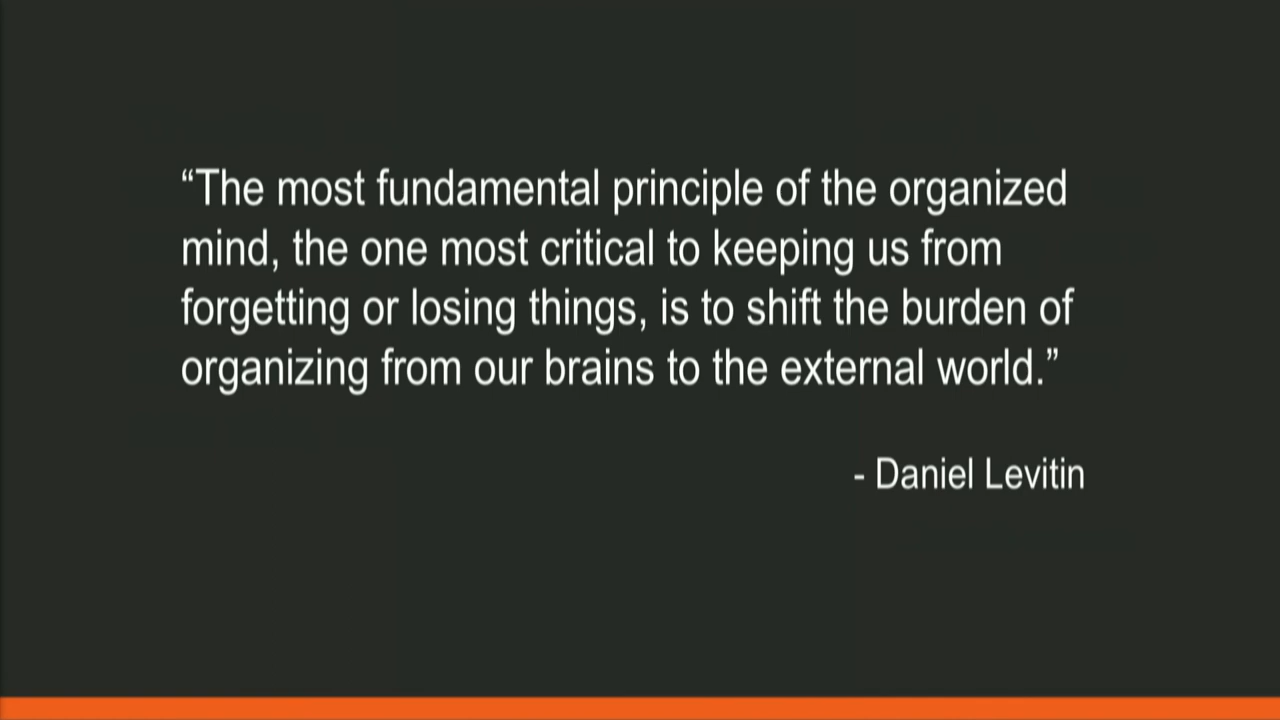 “The most fundamental principle of the organized
mind, the one most critical to keeping us from
forgetting or losing things, is to shift the burden of
organizing from our brains to the external world.”
- Daniel Levitin